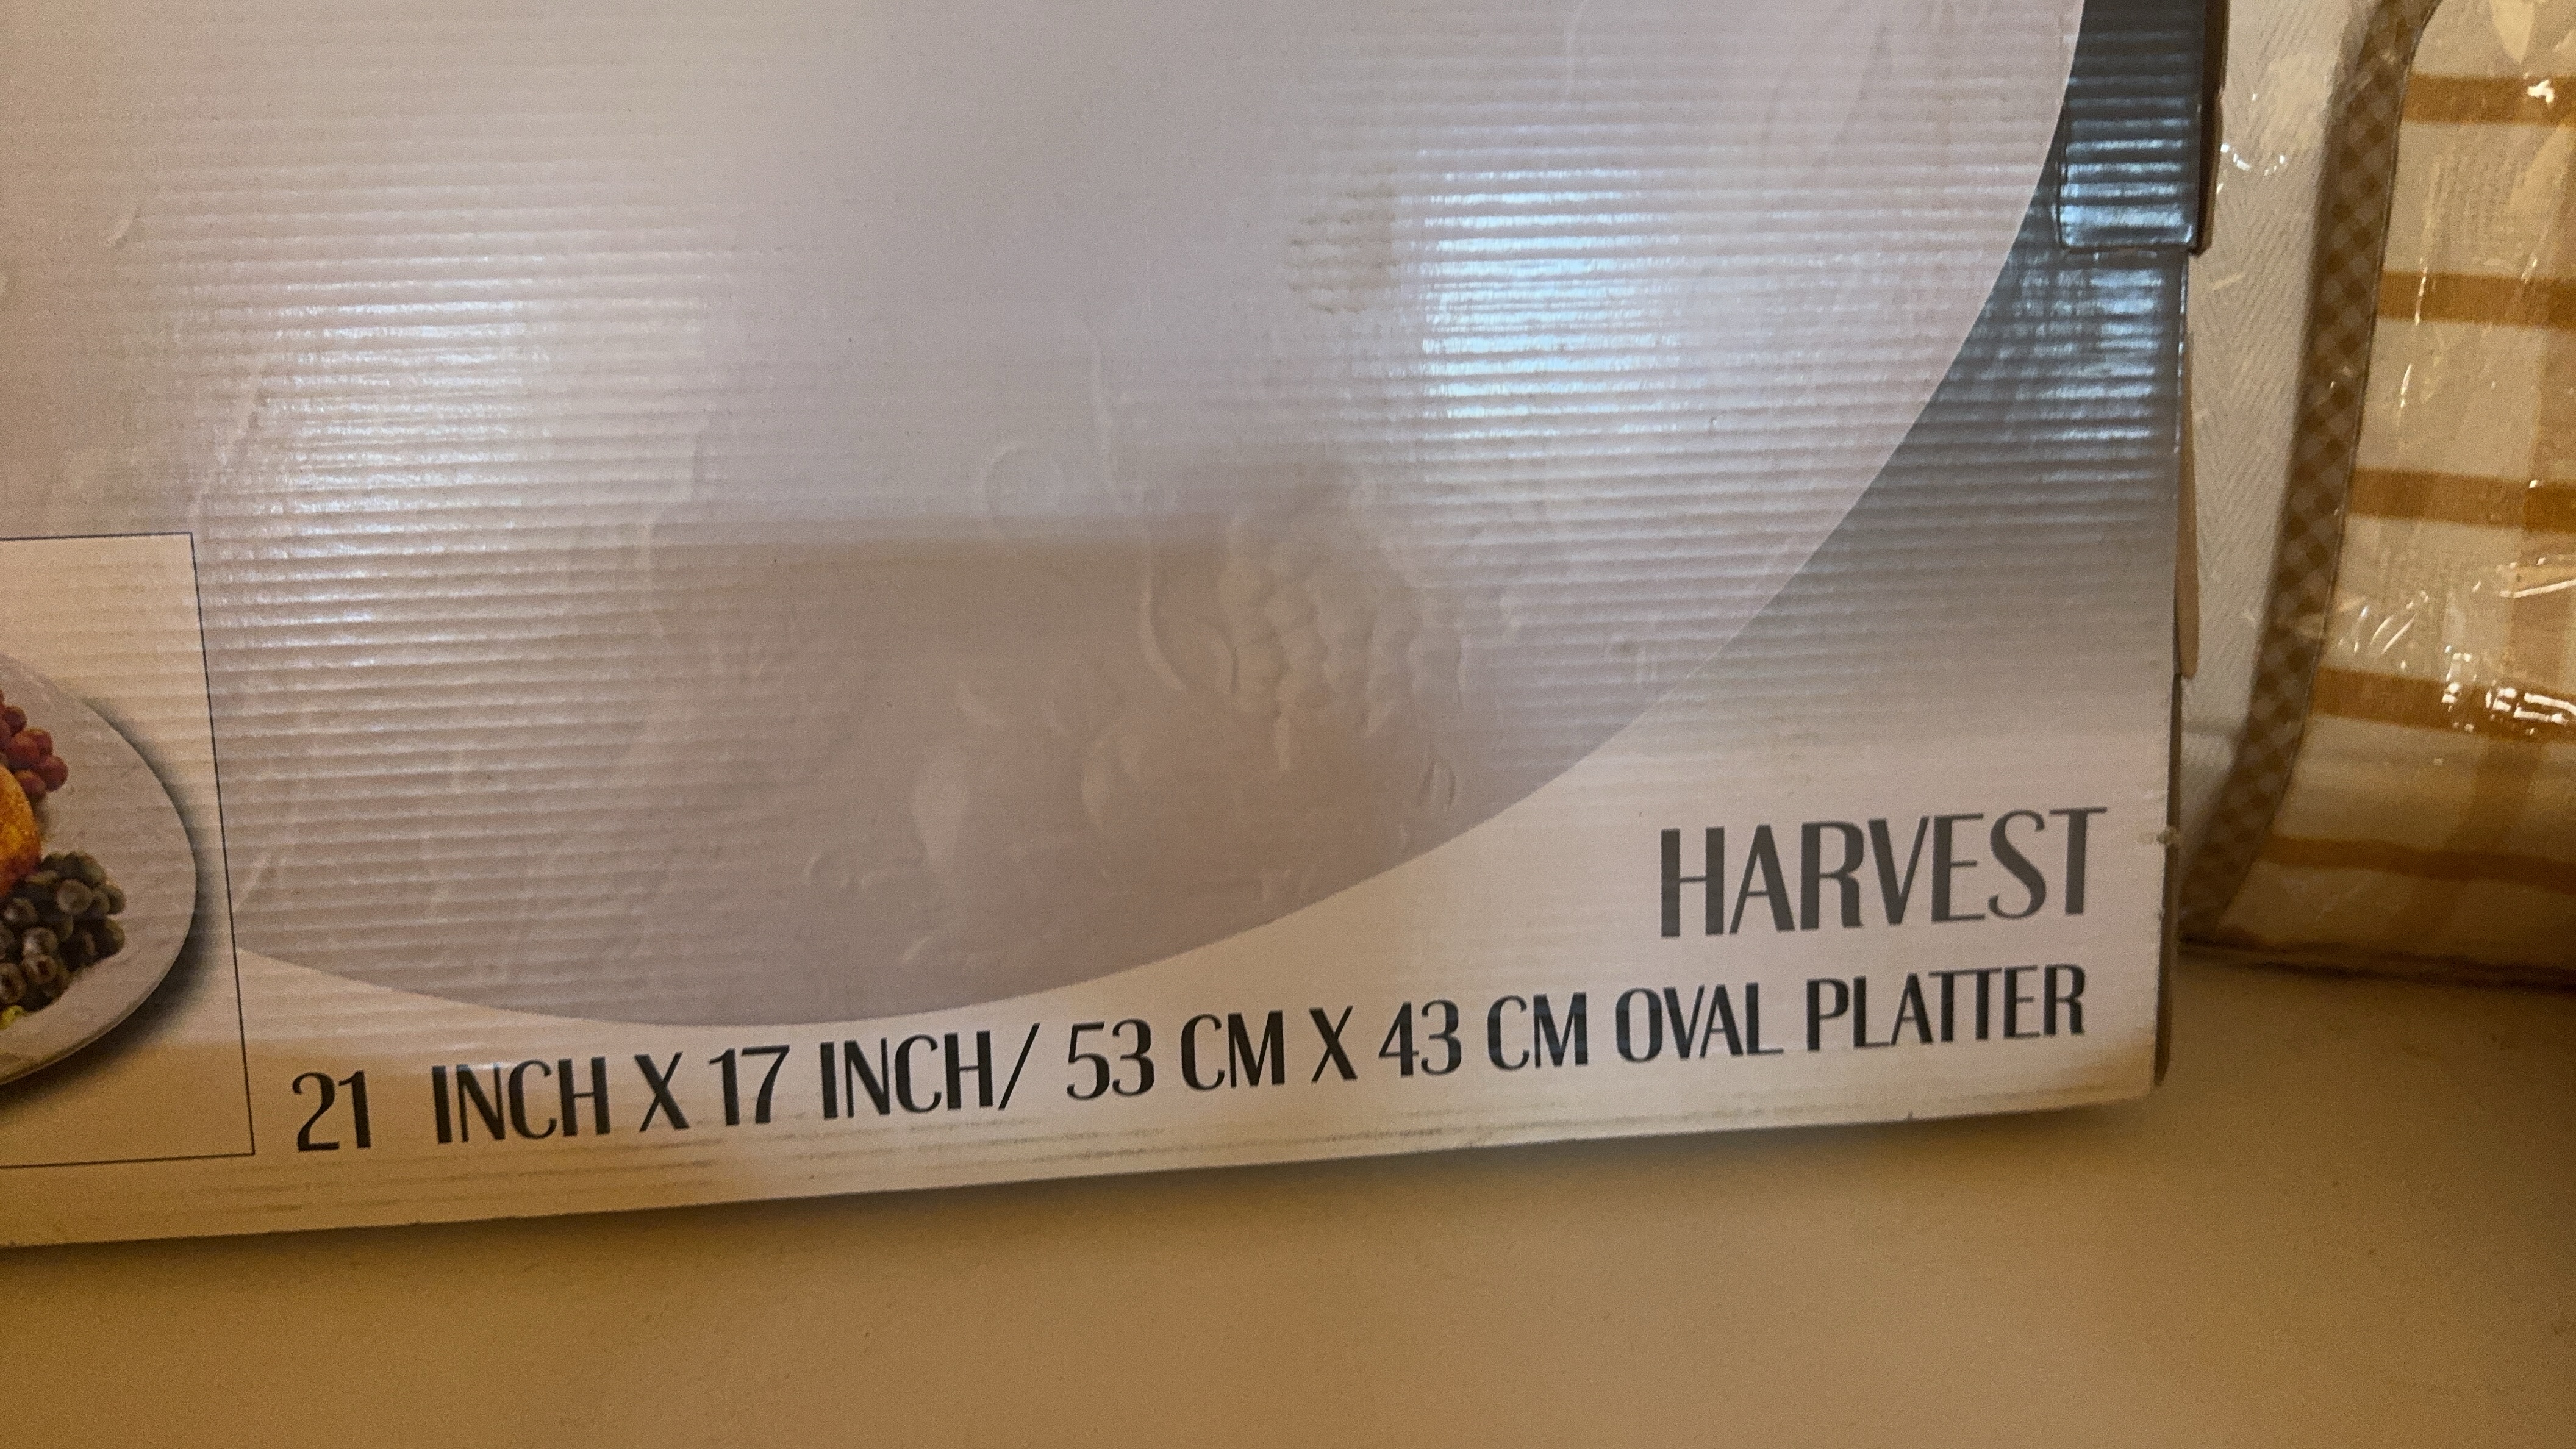 HARVEST
21 INCH X 17 INCH/ 53 CM X 43 CM OVAL PLATTER